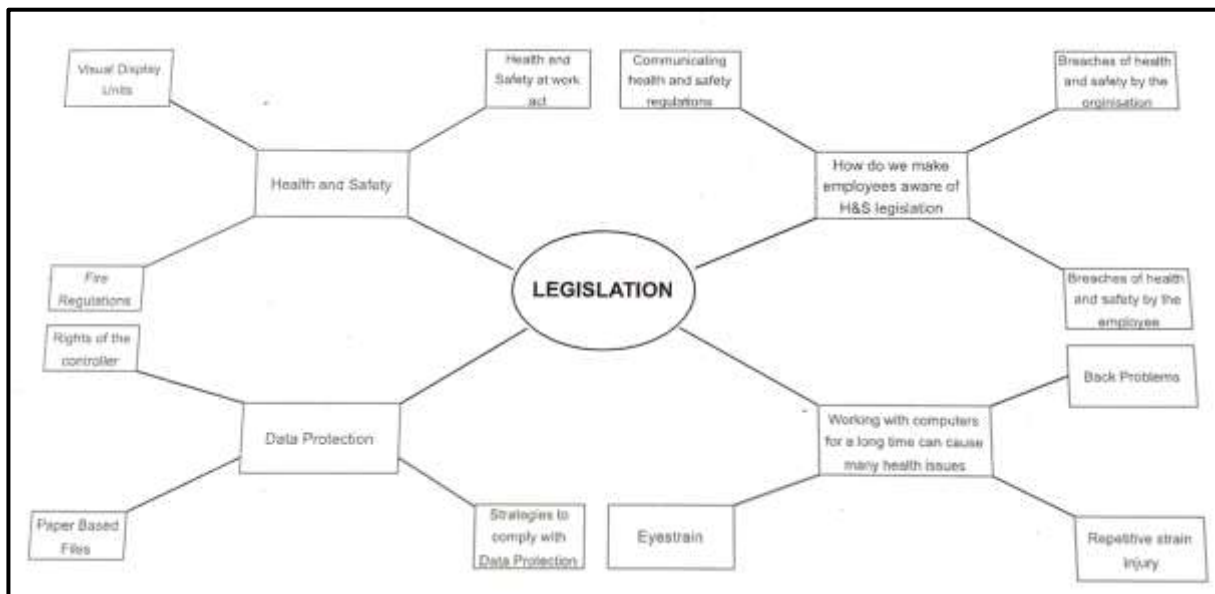 Visual Display
Units
Health and
Safety at work
act
Communicating
health and safety
regulations
Breaches of health
and safety by the
orginisation
Health and Safety
How do we make
employees aware of
H&S legislation
LEGISLATION
Fire
Regulations
Breaches of health
and safety by the
employee
Rights of the
controller
Back Problems
Data Protection
Working with computers
for a long time can cause
many health issues
Paper Based
Files
Strategies to
comply with
Data Protection
Eyestrain
Repetitive strain
Injury